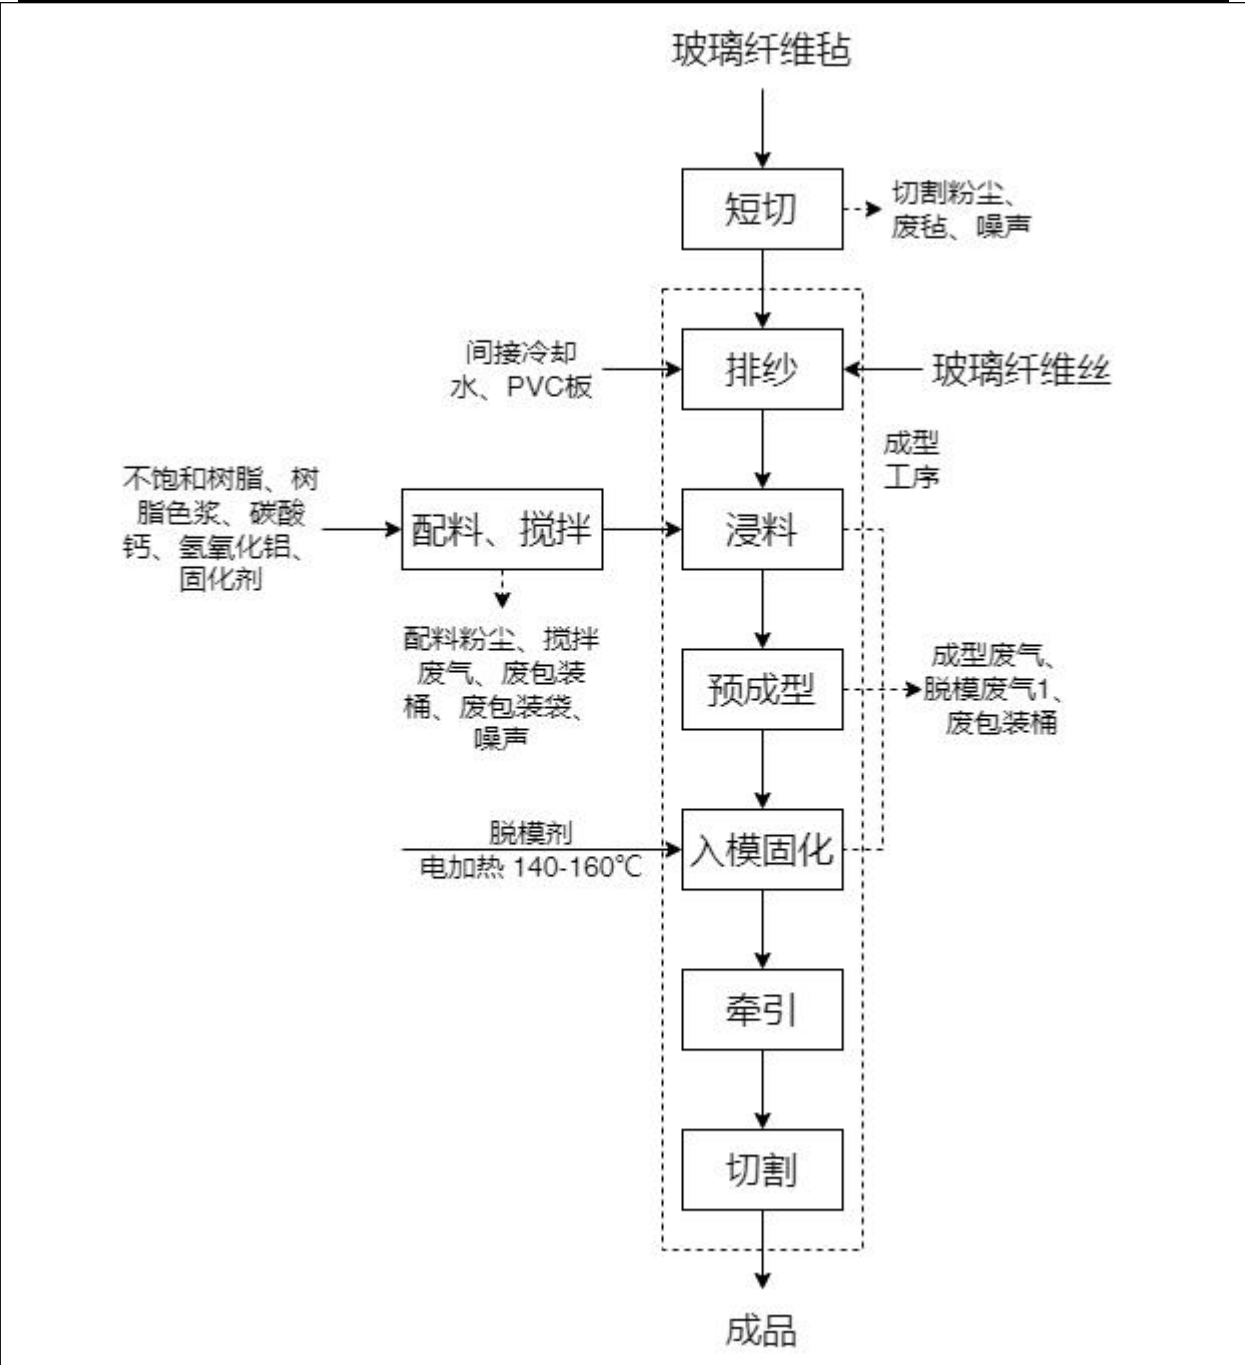 玻璃纤维毡
短切
切割粉尘、
废毡、噪声
间接冷却
水、PVC板
排纱
玻璃纤维丝
成型
工序
不饱和树脂、树
脂色浆、碳酸
钙、氢氧化铝、
固化剂
配料、搅拌
浸料
配料粉尘、搅拌
废气、废包装
桶、废包装袋、
噪声
预成型
成型废气、
脱模废气1、
废包装桶
脱模剂
电加热 140-160℃
入模固化
牵引
切割
成品